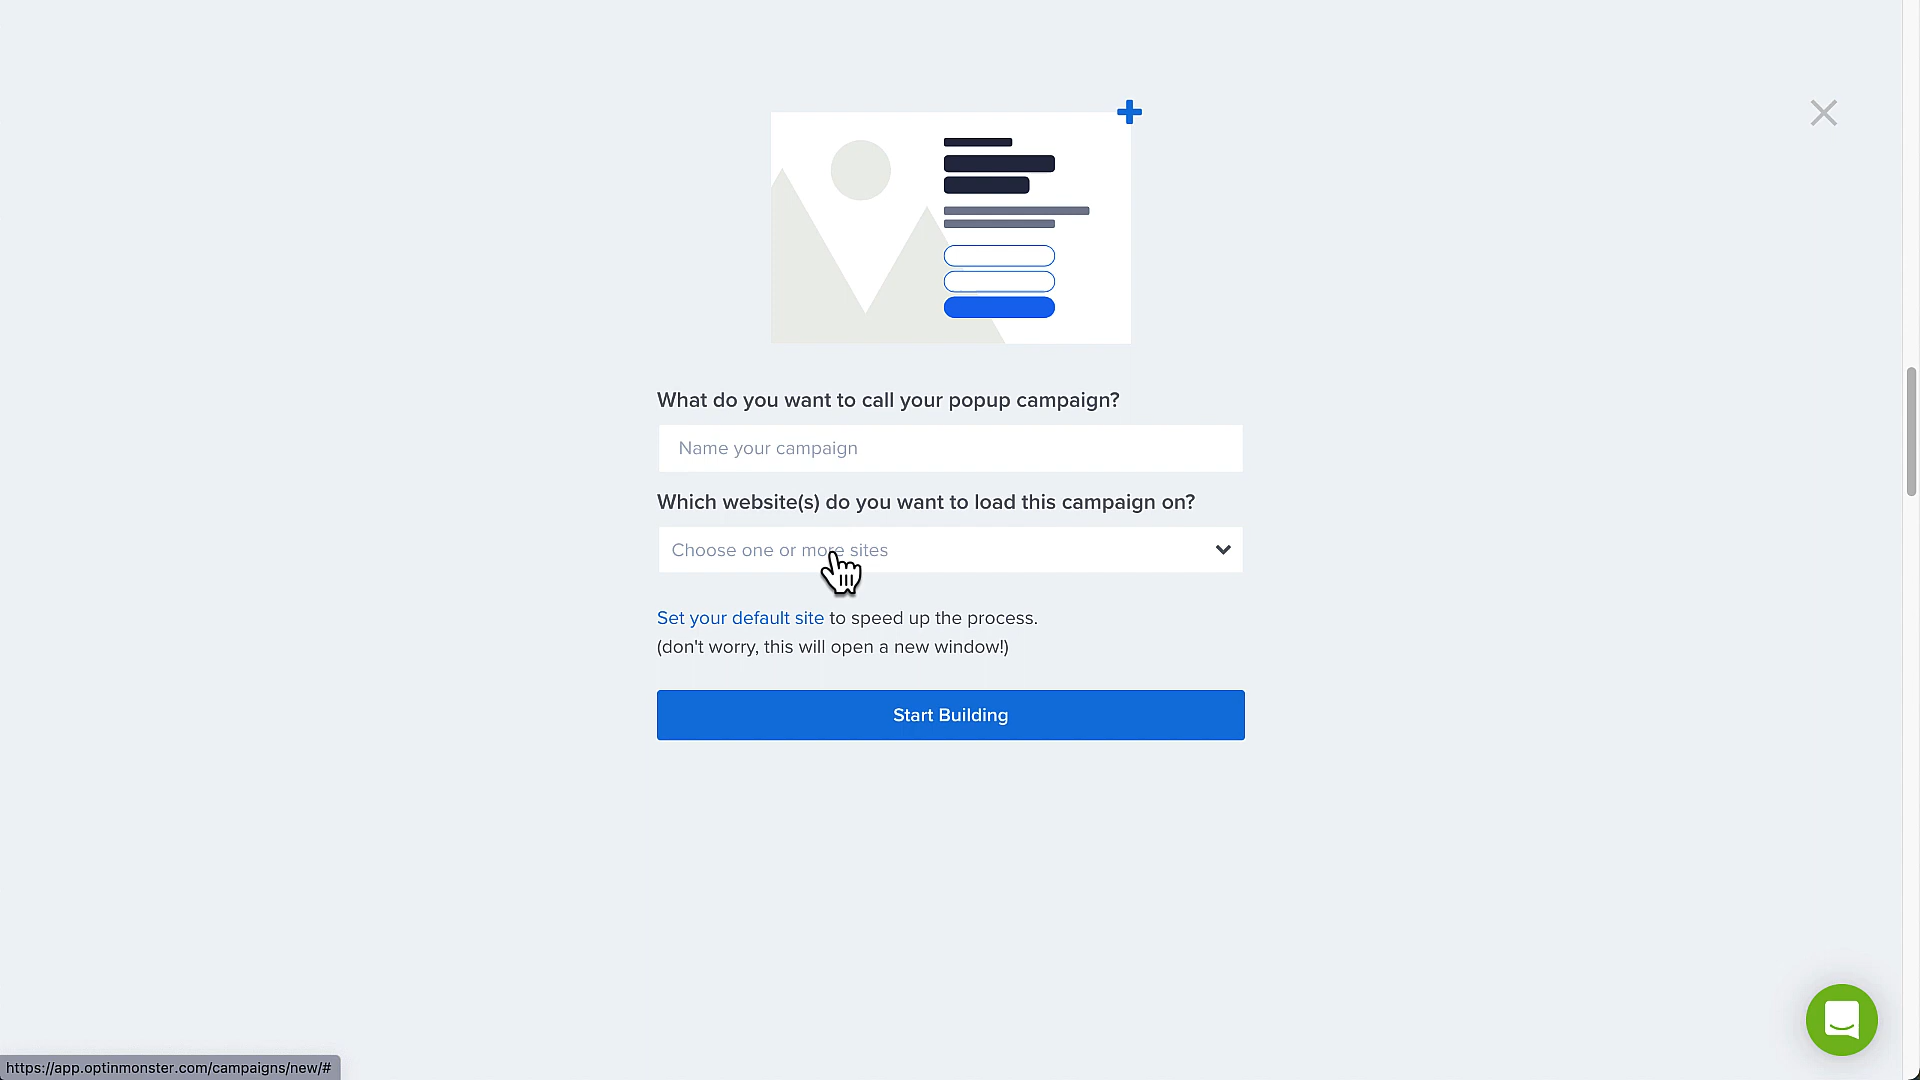 What do you want to call your popup campaign?
Name your campaign
Which website(s) do you want to load this campaign on?
Choose one or more sites
Set your default site to speed up the process.
(don't worry, this will open a new window!)
Start Building
https://app.optinmonster.com/campaigns/new/#